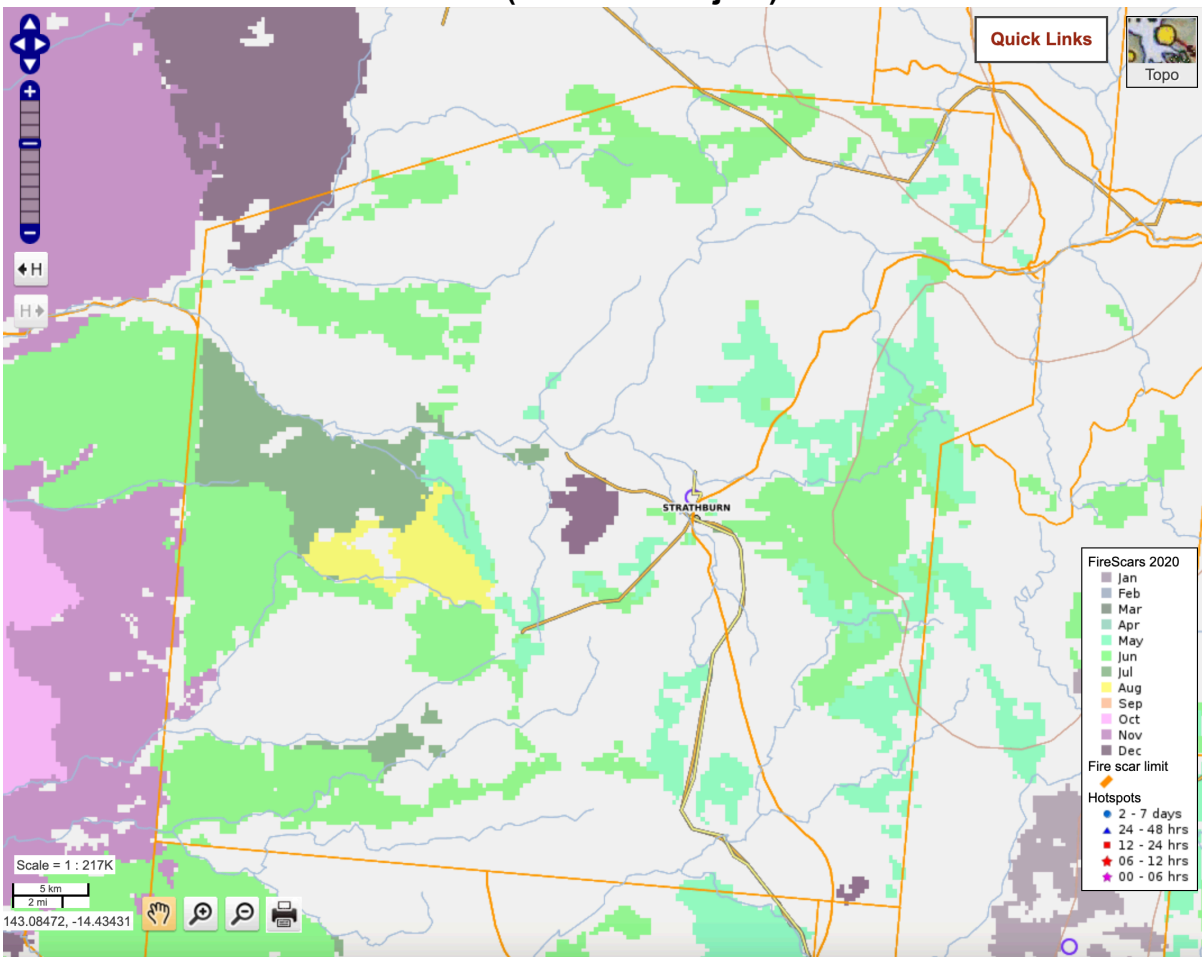 Quick Links
Topo
+
−
−
H
H
STRATHBURN
FireScars 2020
Jan
Feb
Mar
Apr
May
Jun
Jul
Aug
Sep
Oct
Nov
Dec
Fire scar limit
Hotspots
2 - 7 days
24 - 48 hrs
12 - 24 hrs
06 - 12 hrs
00 - 06 hrs
Scale = 1 : 217K
5 km
2 mi
143.08472, -14.43431